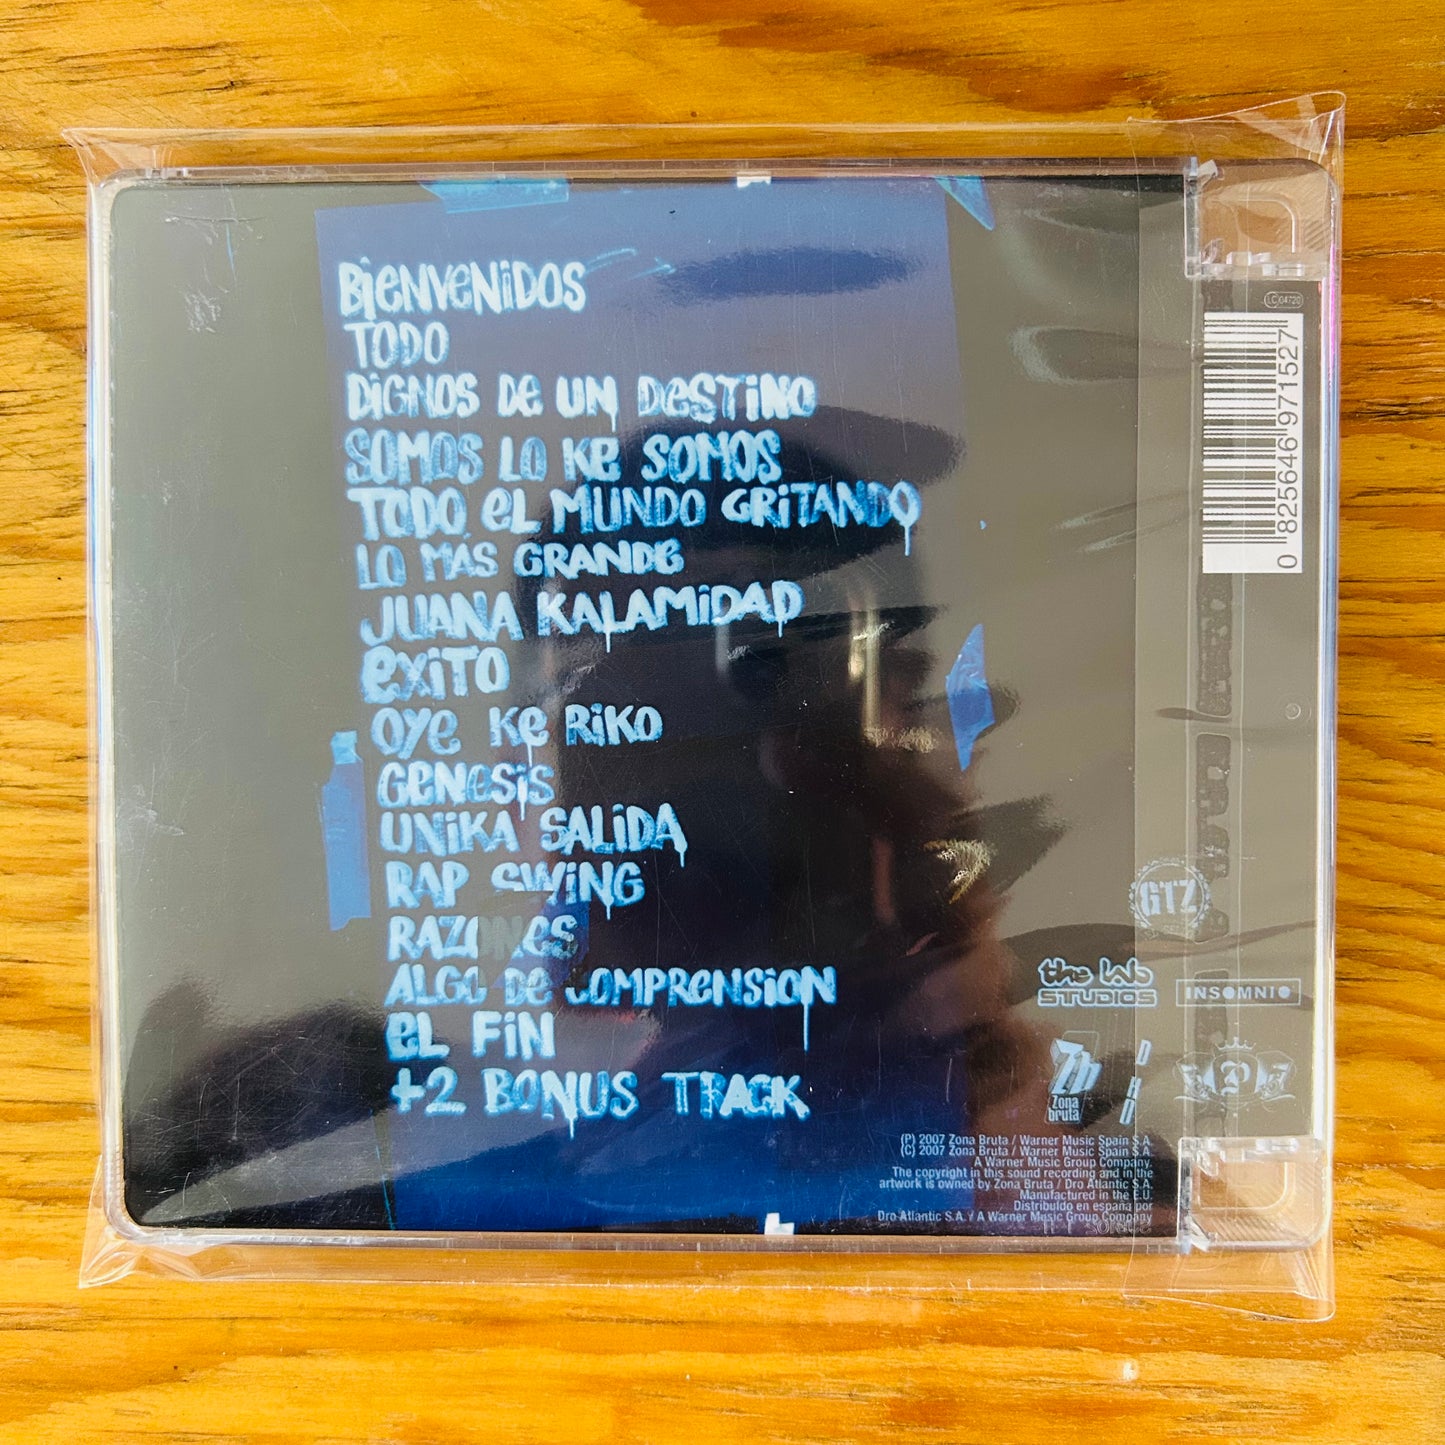 BIENVENIDOS
TODO
DIGNOS DE UN DESTINO
SOMOS LO KE SOMOS
TODO EL MUNDO GRITANDO
LO MÁS GRANDE
JUANA KALAMIDAD
EXITO
OYE KE RIKO
GENESIS
UNIKA SALIDA
RAP SWING
RAZONES
ALGO DE COMPRENSION
EL FIN
+2 BONUS TRACK
LC 04720
0 825646 971527
GTZ
the lab
STUDIOS
INSOMNIO
Zb
Zona
bruta
DRO
P
(P) 2007 Zona Bruta / Warner Music Spain S.A.
(C) 2007 Zona Bruta / Warner Music Spain S.A.
A Warner Music Group Company.
The copyright in this sound recording and in the
artwork is owned by Zona Bruta / Dro Atlantic S.A.
Manufactured in the E.U.
Distribuído en españa por
Dro Atlantic S.A. / A Warner Music Group Company